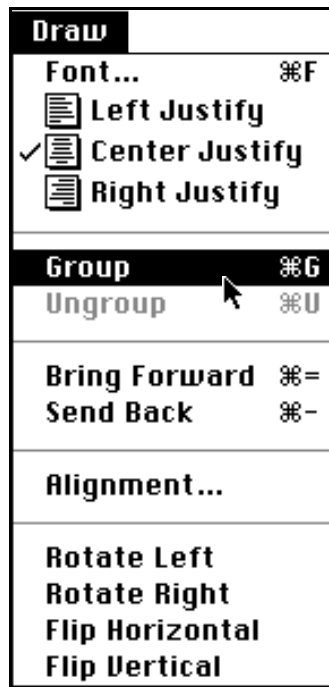 Draw
Font... ⌘F
Left Justify
✓ Center Justify
Right Justify
Group ⌘G
Ungroup ⌘U
Bring Forward ⌘=
Send Back ⌘-
Alignment...
Rotate Left
Rotate Right
Flip Horizontal
Flip Vertical